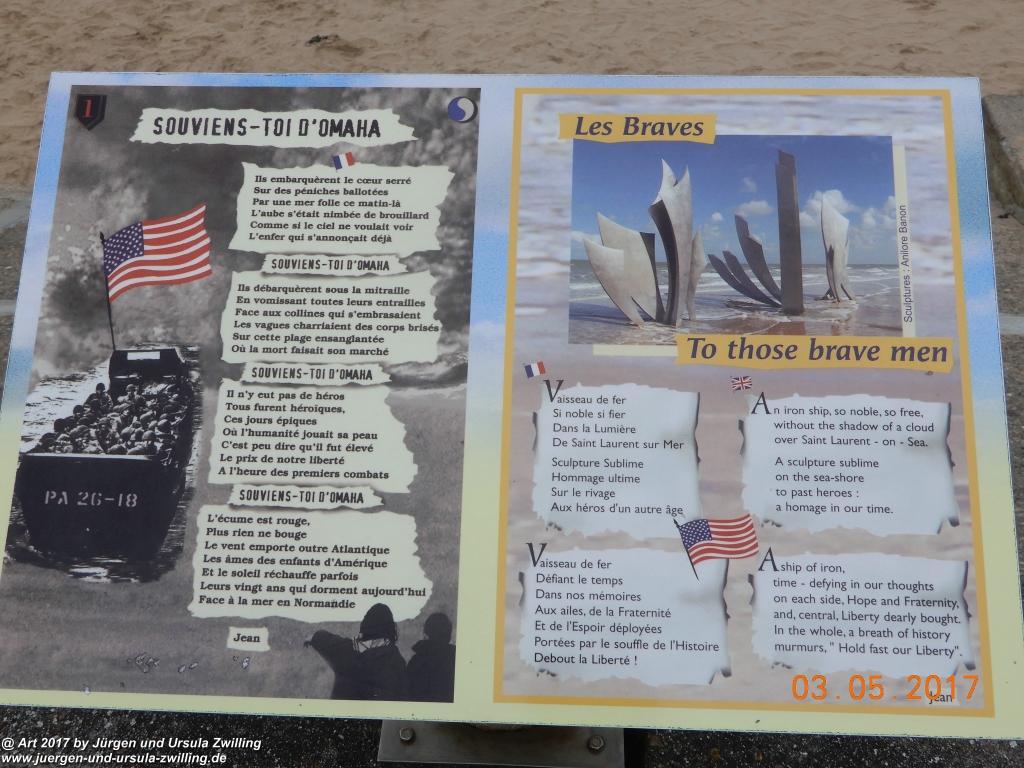 1
SOUVIENS-TOI D'OMAHA
Ils embarquèrent le cœur serré
Sur des péniches ballotées
Par une mer folle ce matin-là
L'aube s'était nimbée de brouillard
Comme si le ciel ne voulait voir
L'enfer qui s'annonçait déjà
SOUVIENS-TOI D'OMAHA
Ils débarquèrent sous la mitraille
En vomissant toutes leurs entrailles
Face aux collines qui s'embrasaient
Les vagues charriaient des corps brisés
Sur cette plage ensanglantée
Où la mort faisait son marché
SOUVIENS-TOI D'OMAHA
Il n'y eut pas de héros
Tous furent héroïques,
Ces jours épiques
Où l'humanité jouait sa peau
C'est peu dire qu'il fut élevé
Le prix de notre liberté
A l'heure des premiers combats
SOUVIENS-TOI D'OMAHA
L'écume est rouge,
Plus rien ne bouge
Le vent emporte outre Atlantique
Les âmes des enfants d'Amérique
Et le soleil réchauffe parfois
Leurs vingt ans qui dorment aujourd'hui
Face à la mer en Normandie
Jean
PA 26-18
Les Braves
Sculptures : Anilore Banon
To those brave men
Vaisseau de fer
Si noble si fier
Dans la Lumière
De Saint Laurent sur Mer
Sculpture Sublime
Hommage ultime
Sur le rivage
Aux héros d'un autre âge
Vaisseau de fer
Défiant le temps
Dans nos mémoires
Aux ailes, de la Fraternité
Et de l'Espoir déployées
Portées par le souffle de l'Histoire
Debout la Liberté !
An iron ship, so noble, so free,
without the shadow of a cloud
over Saint Laurent - on - Sea.
A sculpture sublime
on the sea-shore
to past heroes :
a homage in our time.
A ship of iron,
time - defying in our thoughts
on each side, Hope and Fraternity,
and, central, Liberty dearly bought.
In the whole, a breath of history
murmurs, " Hold fast our Liberty".
Jean
03.05.2017
@ Art 2017 by Jürgen und Ursula Zwilling
www.juergen-und-ursula-zwilling.de